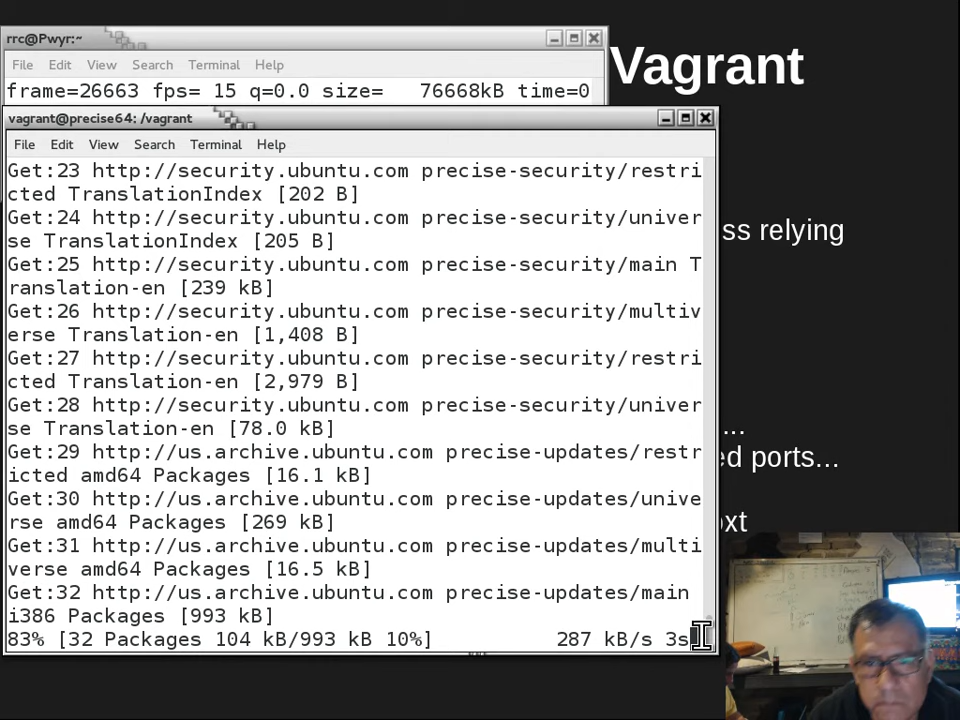 rrc@Pwyr:~
File Edit View Search Terminal Help
frame=26663 fps= 15 q=0.0 size=   76668kB time=0
Vagrant
vagrant@precise64: /vagrant
File Edit View Search Terminal Help
Get:23 http://security.ubuntu.com precise-security/restri
cted TranslationIndex [202 B]
Get:24 http://security.ubuntu.com precise-security/univer
se TranslationIndex [205 B]
Get:25 http://security.ubuntu.com precise-security/main T
ranslation-en [239 kB]
Get:26 http://security.ubuntu.com precise-security/multiv
erse Translation-en [1,408 B]
Get:27 http://security.ubuntu.com precise-security/restri
cted Translation-en [2,979 B]
Get:28 http://security.ubuntu.com precise-security/univer
se Translation-en [78.0 kB]
Get:29 http://us.archive.ubuntu.com precise-updates/restr
icted amd64 Packages [16.1 kB]
Get:30 http://us.archive.ubuntu.com precise-updates/unive
rse amd64 Packages [269 kB]
Get:31 http://us.archive.ubuntu.com precise-updates/multi
verse amd64 Packages [16.5 kB]
Get:32 http://us.archive.ubuntu.com precise-updates/main
i386 Packages [993 kB]
83% [32 Packages 104 kB/993 kB 10%]          287 kB/s 3s
ss relying
...
ed ports...
oxt